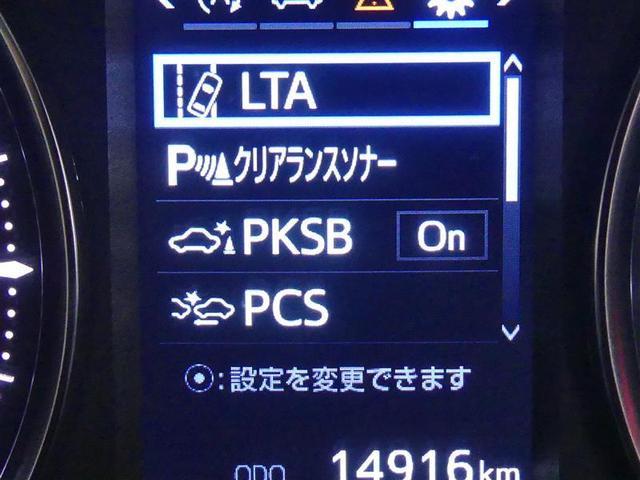 LTA
Pクリアランスソナー
PKSB On
PCS
:設定を変更できます
ODO 14916km